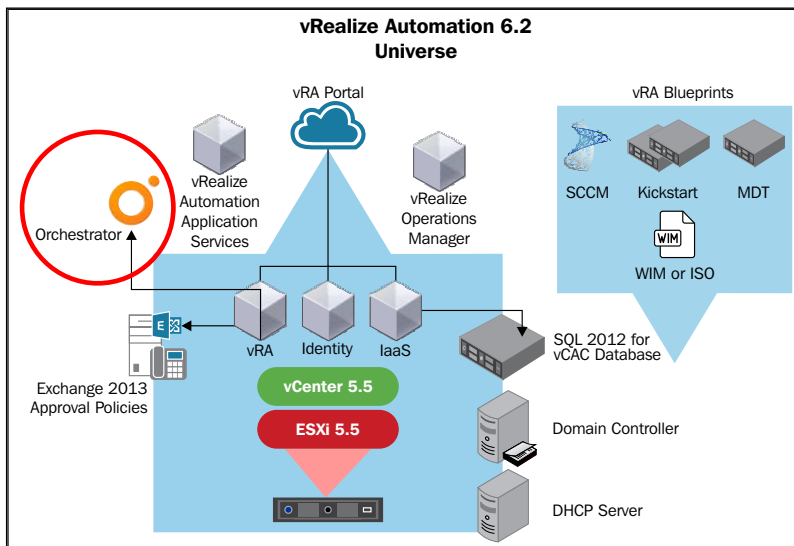 vRealize Automation 6.2
Universe
vRA Portal
vRA Blueprints
vRealize
Automation
Application
Services
vRealize
Operations
Manager
SCCM
Kickstart
MDT
Orchestrator
WIM
WIM or ISO
E
vRA
Identity
IaaS
SQL 2012 for
vCAC Database
Exchange 2013
Approval Policies
vCenter 5.5
ESXi 5.5
Domain Controller
DHCP Server